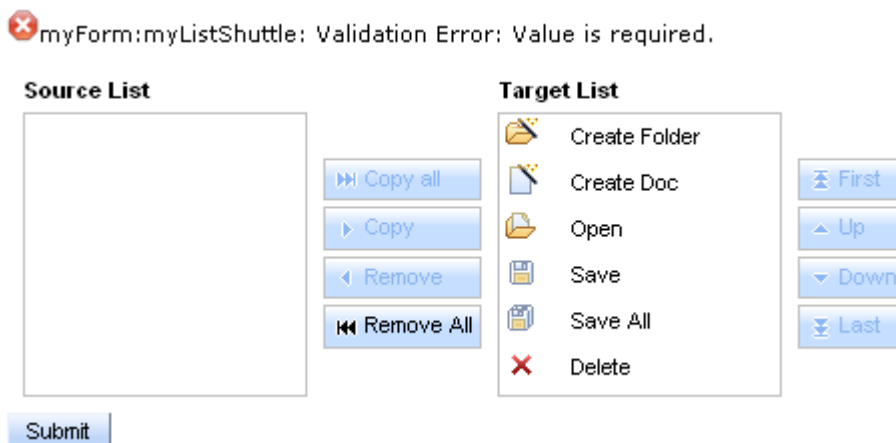 myForm:myListShuttle: Validation Error: Value is required.
Source List
Target List
Copy all
Copy
Remove
Remove All
Create Folder
Create Doc
Open
Save
Save All
Delete
First
Up
Down
Last
Submit